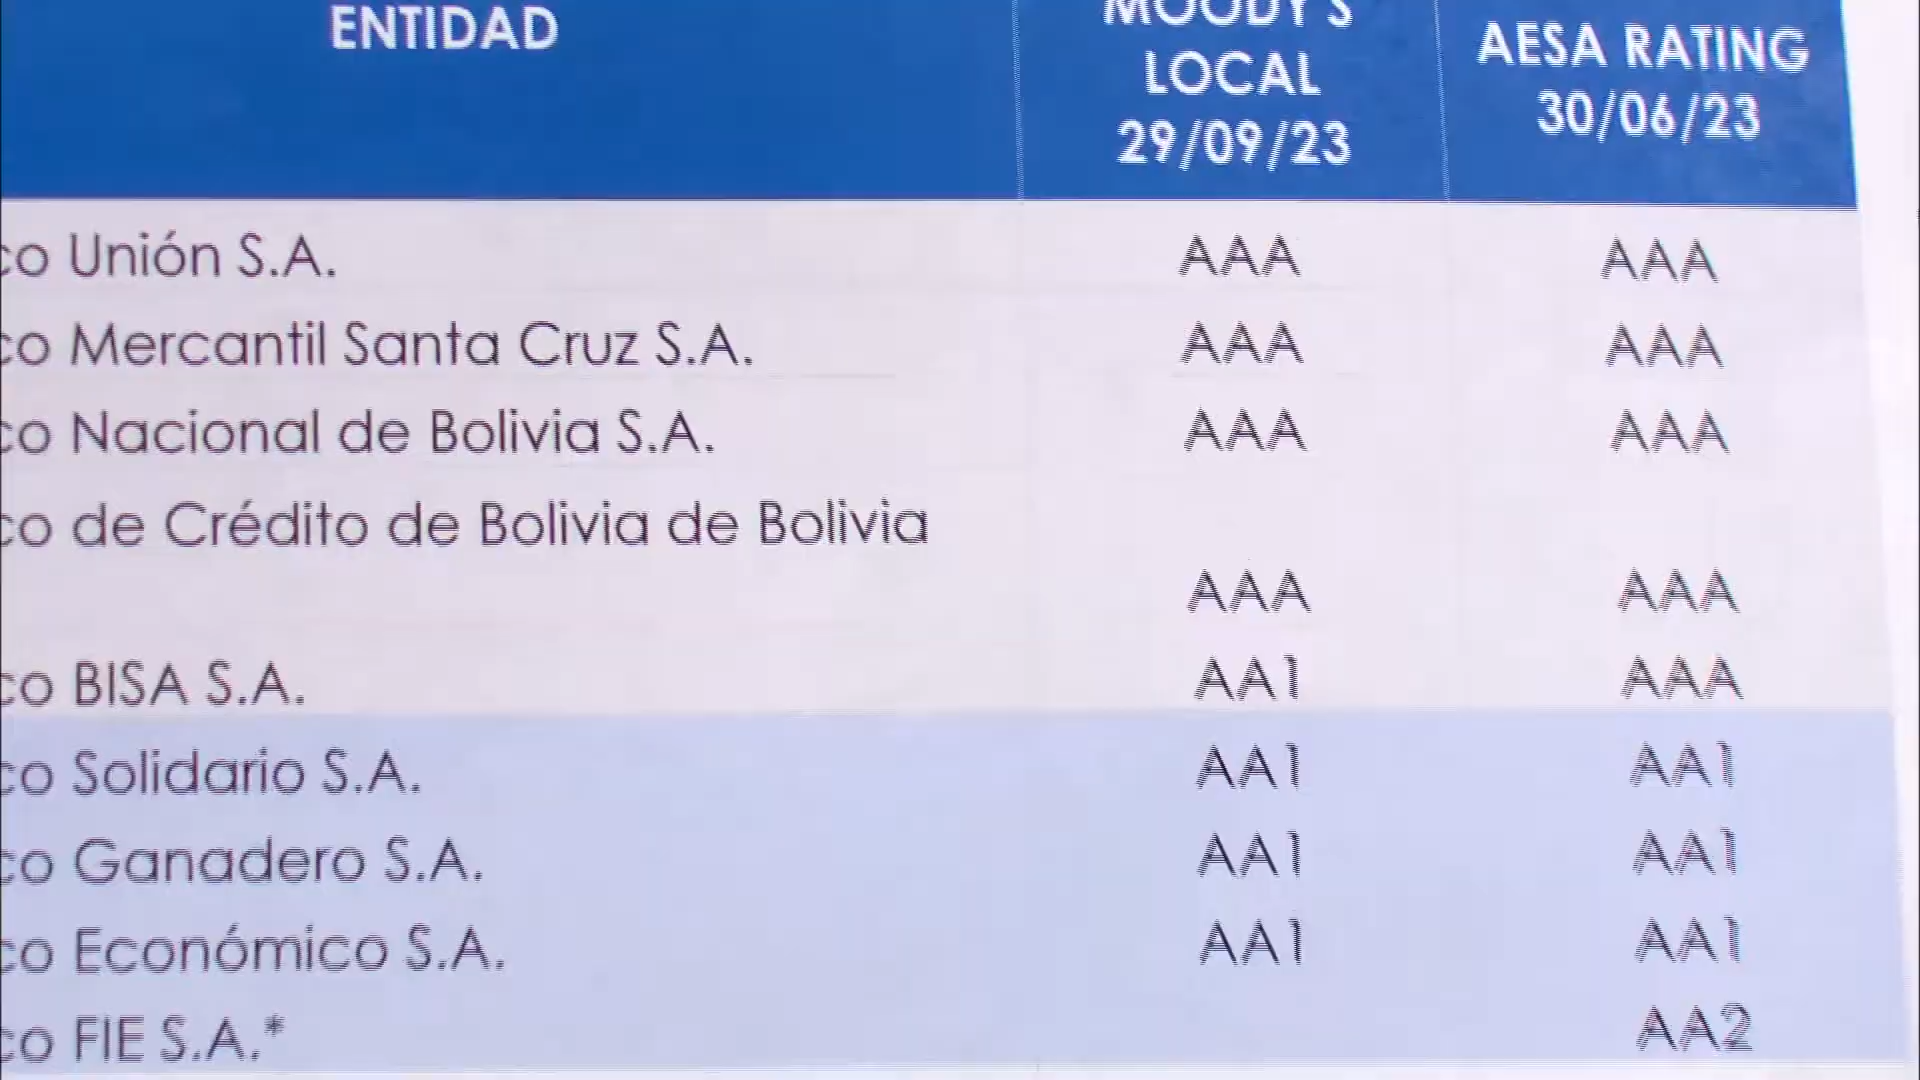 ENTIDAD
MOODY'S
LOCAL
29/09/23
AESA RATING
30/06/23
co Unión S.A. AAA AAA
co Mercantil Santa Cruz S.A. AAA AAA
co Nacional de Bolivia S.A. AAA AAA
co de Crédito de Bolivia de Bolivia
AAA AAA
co BISA S.A. AA1 AAA
co Solidario S.A. AA1 AA1
co Ganadero S.A. AA1 AA1
co Económico S.A. AA1 AA1
co FIE S.A.* AA2